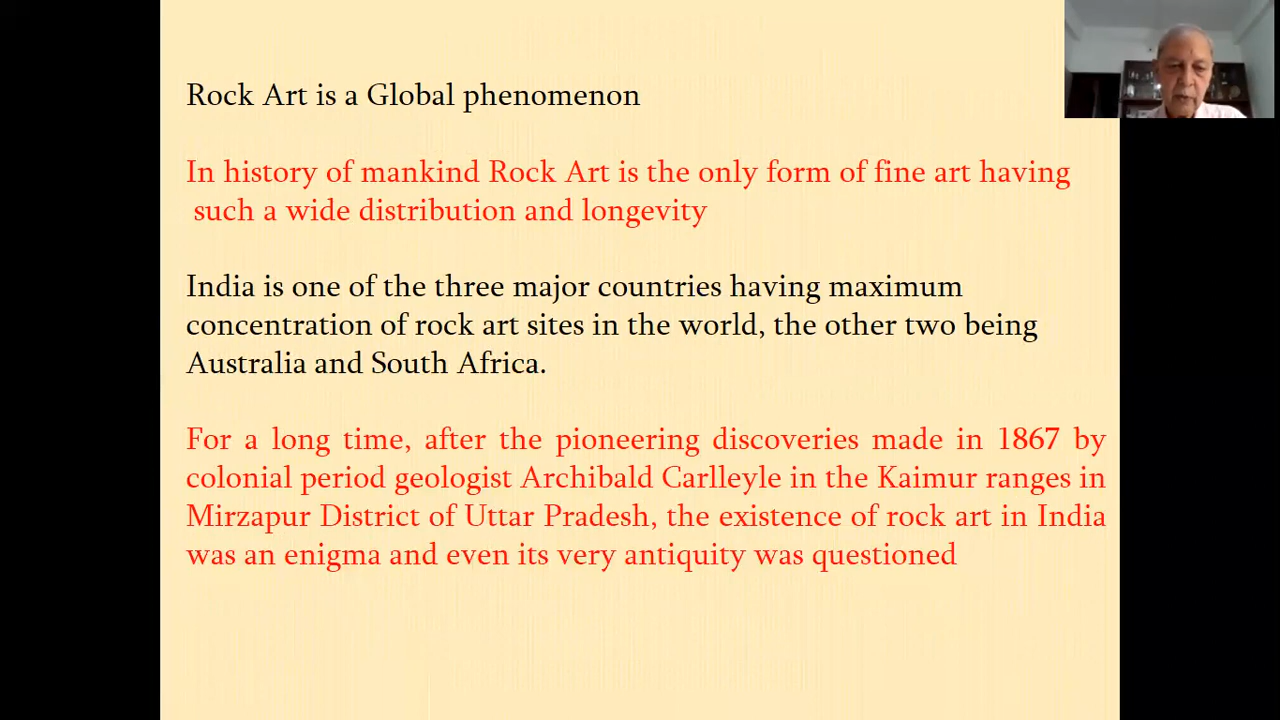 Rock Art is a Global phenomenon
In history of mankind Rock Art is the only form of fine art having
such a wide distribution and longevity
India is one of the three major countries having maximum
concentration of rock art sites in the world, the other two being
Australia and South Africa.
For a long time, after the pioneering discoveries made in 1867 by
colonial period geologist Archibald Carlleyle in the Kaimur ranges in
Mirzapur District of Uttar Pradesh, the existence of rock art in India
was an enigma and even its very antiquity was questioned